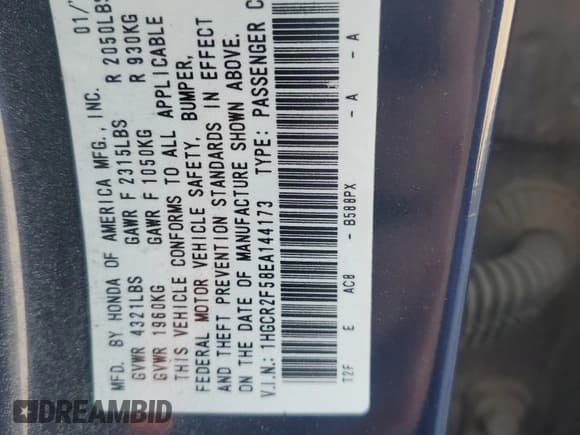 MFD. BY HONDA OF AMERICA MFG., INC. 01/
GVWR 4321LBS GAWR F 2315LBS R 2050LBS
GVWR 1960KG GAWR F 1050KG R 930KG
THIS VEHICLE CONFORMS TO ALL APPLICABLE
FEDERAL MOTOR VEHICLE SAFETY, BUMPER,
AND THEFT PREVENTION STANDARDS IN EFFECT
ON THE DATE OF MANUFACTURE SHOWN ABOVE.
V.I.N.: 1HGCR2F58EA144173 TYPE: PASSENGER C
T2F E AC8 - B588PX - A - A
DREAMBID